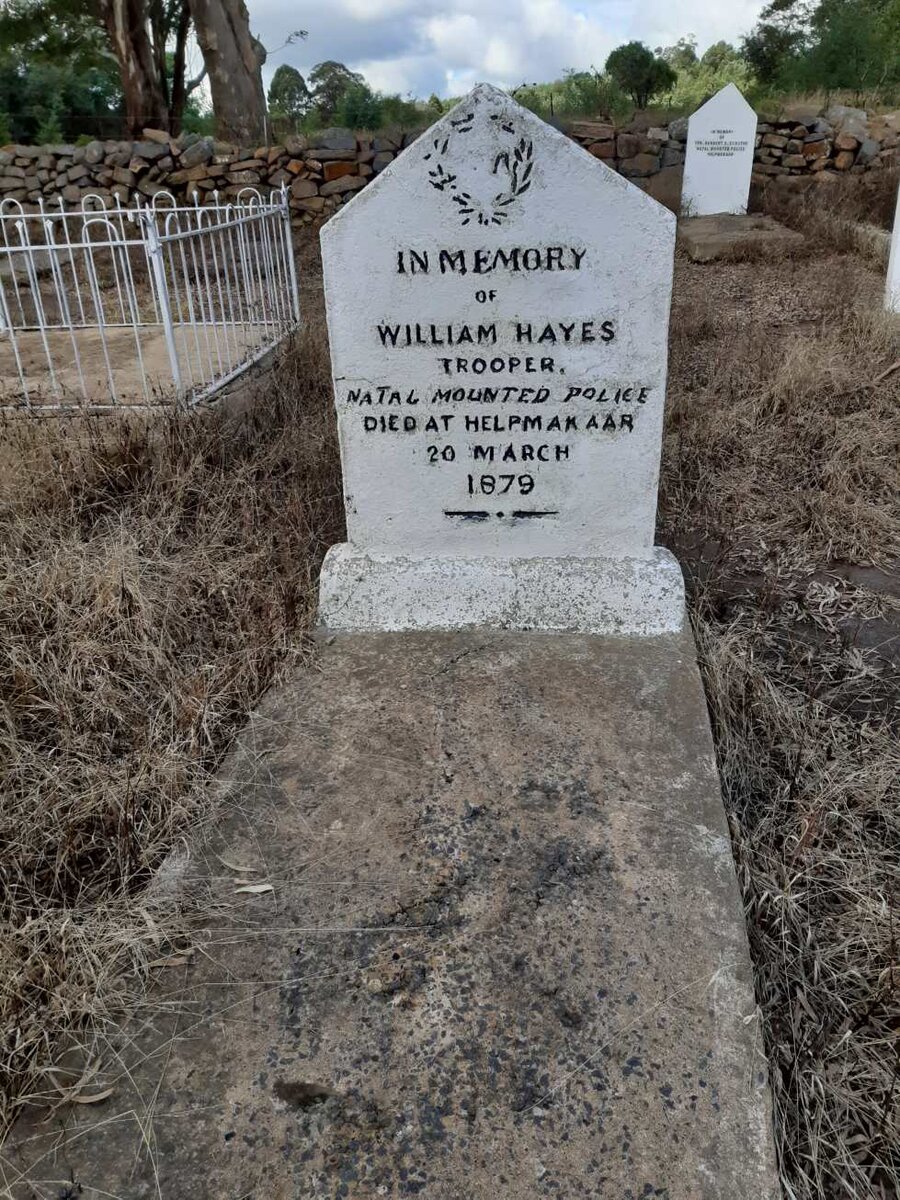 IN MEMORY
OF
WILLIAM HAYES
TROOPER.
NATAL MOUNTED POLICE
DIED AT HELPMAKAAR
20 MARCH
1879
IN MEMORY
OF
NATAL MOUNTED POLICE
HELPMAKAAR